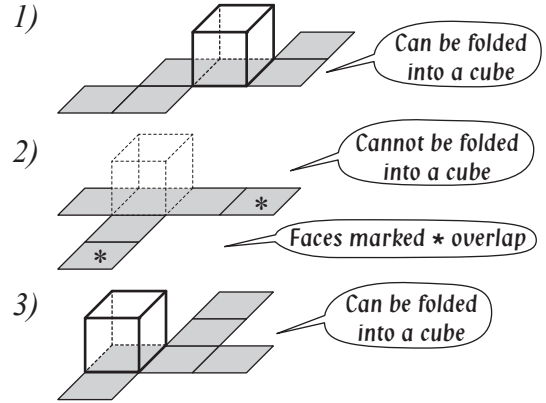 1)
Can be folded
into a cube
2)
Cannot be folded
into a cube
*
Faces marked * overlap
*
3)
Can be folded
into a cube